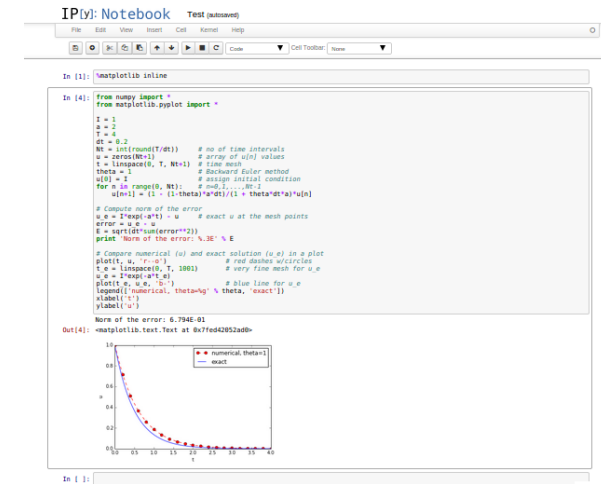 IP[y]: Notebook Test (autosaved)
File Edit View Insert Cell Kernel Help
Code Cell Toolbar: None
In [1]: %matplotlib inline
In [4]: from numpy import *
from matplotlib.pyplot import *
I = 1
a = 2
T = 4
dt = 0.2
Nt = int(round(T/dt)) # no of time intervals
u = zeros(Nt+1) # array of u[n] values
t = linspace(0, T, Nt+1) # time mesh
theta = 1 # Backward Euler method
u[0] = I # assign initial condition
for n in range(0, Nt): # n=0,1,...,Nt-1
u[n+1] = (1 - (1-theta)*a*dt)/(1 + theta*dt*a)*u[n]
# Compute norm of the error
u_e = I*exp(-a*t) - u # exact u at the mesh points
error = u_e - u
E = sqrt(dt*sum(error**2))
print 'Norm of the error: %.3E' % E
# Compare numerical (u) and exact solution (u_e) in a plot
plot(t, u, 'r--o') # red dashes w/circles
t_e = linspace(0, T, 1001) # very fine mesh for u_e
u_e = I*exp(-a*t_e)
plot(t_e, u_e, 'b-') # blue line for u_e
legend(['numerical, theta=%g' % theta, 'exact'])
xlabel('t')
ylabel('u')
Norm of the error: 6.794E-01
Out[4]: <matplotlib.text.Text at 0x7fed42052ad0>
1.0
numerical, theta=1
exact
0.8
0.6
u
0.4
0.2
0.0
0.0 0.5 1.0 1.5 2.0 2.5 3.0 3.5 4.0
t
In [ ]: